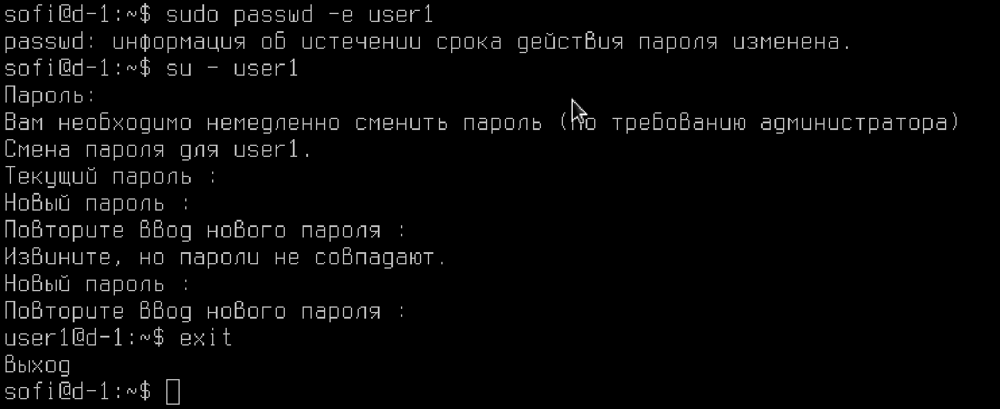 sofi@d-1:~$ sudo passwd -e user1
passwd: информация об истечении срока действия пароля изменена.
sofi@d-1:~$ su - user1
Пароль:
Вам необходимо немедленно сменить пароль (по требованию администратора)
Смена пароля для user1.
Текущий пароль :
Новый пароль :
Повторите ввод нового пароля :
Извините, но пароли не совпадают.
Новый пароль :
Повторите ввод нового пароля :
user1@d-1:~$ exit
выход
sofi@d-1:~$